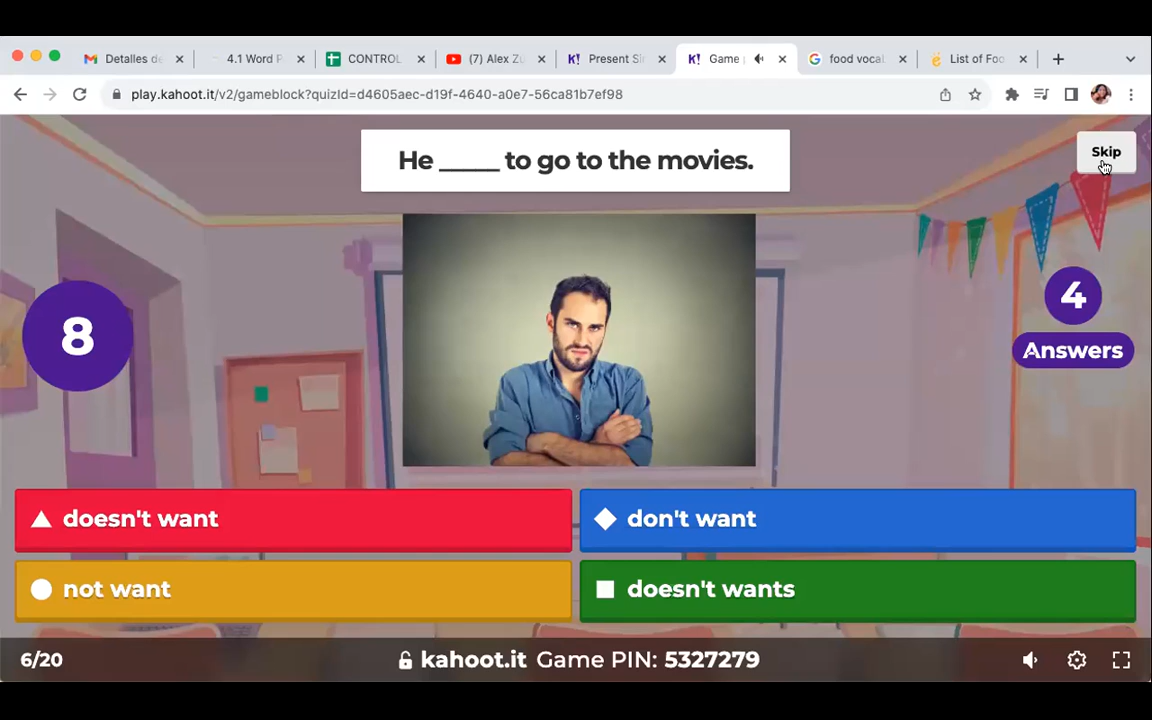 Detalles de
4.1 Word P
CONTROL
(7) Alex Zu
K! Present Si
K! Game
food vocal
List of Foo
play.kahoot.it/v2/gameblock?quizId=d4605aec-d19f-4640-a0e7-56ca81b7ef98
He _____ to go to the movies.
Skip
8
4
Answers
doesn't want
don't want
not want
doesn't wants
6/20
kahoot.it Game PIN: 5327279